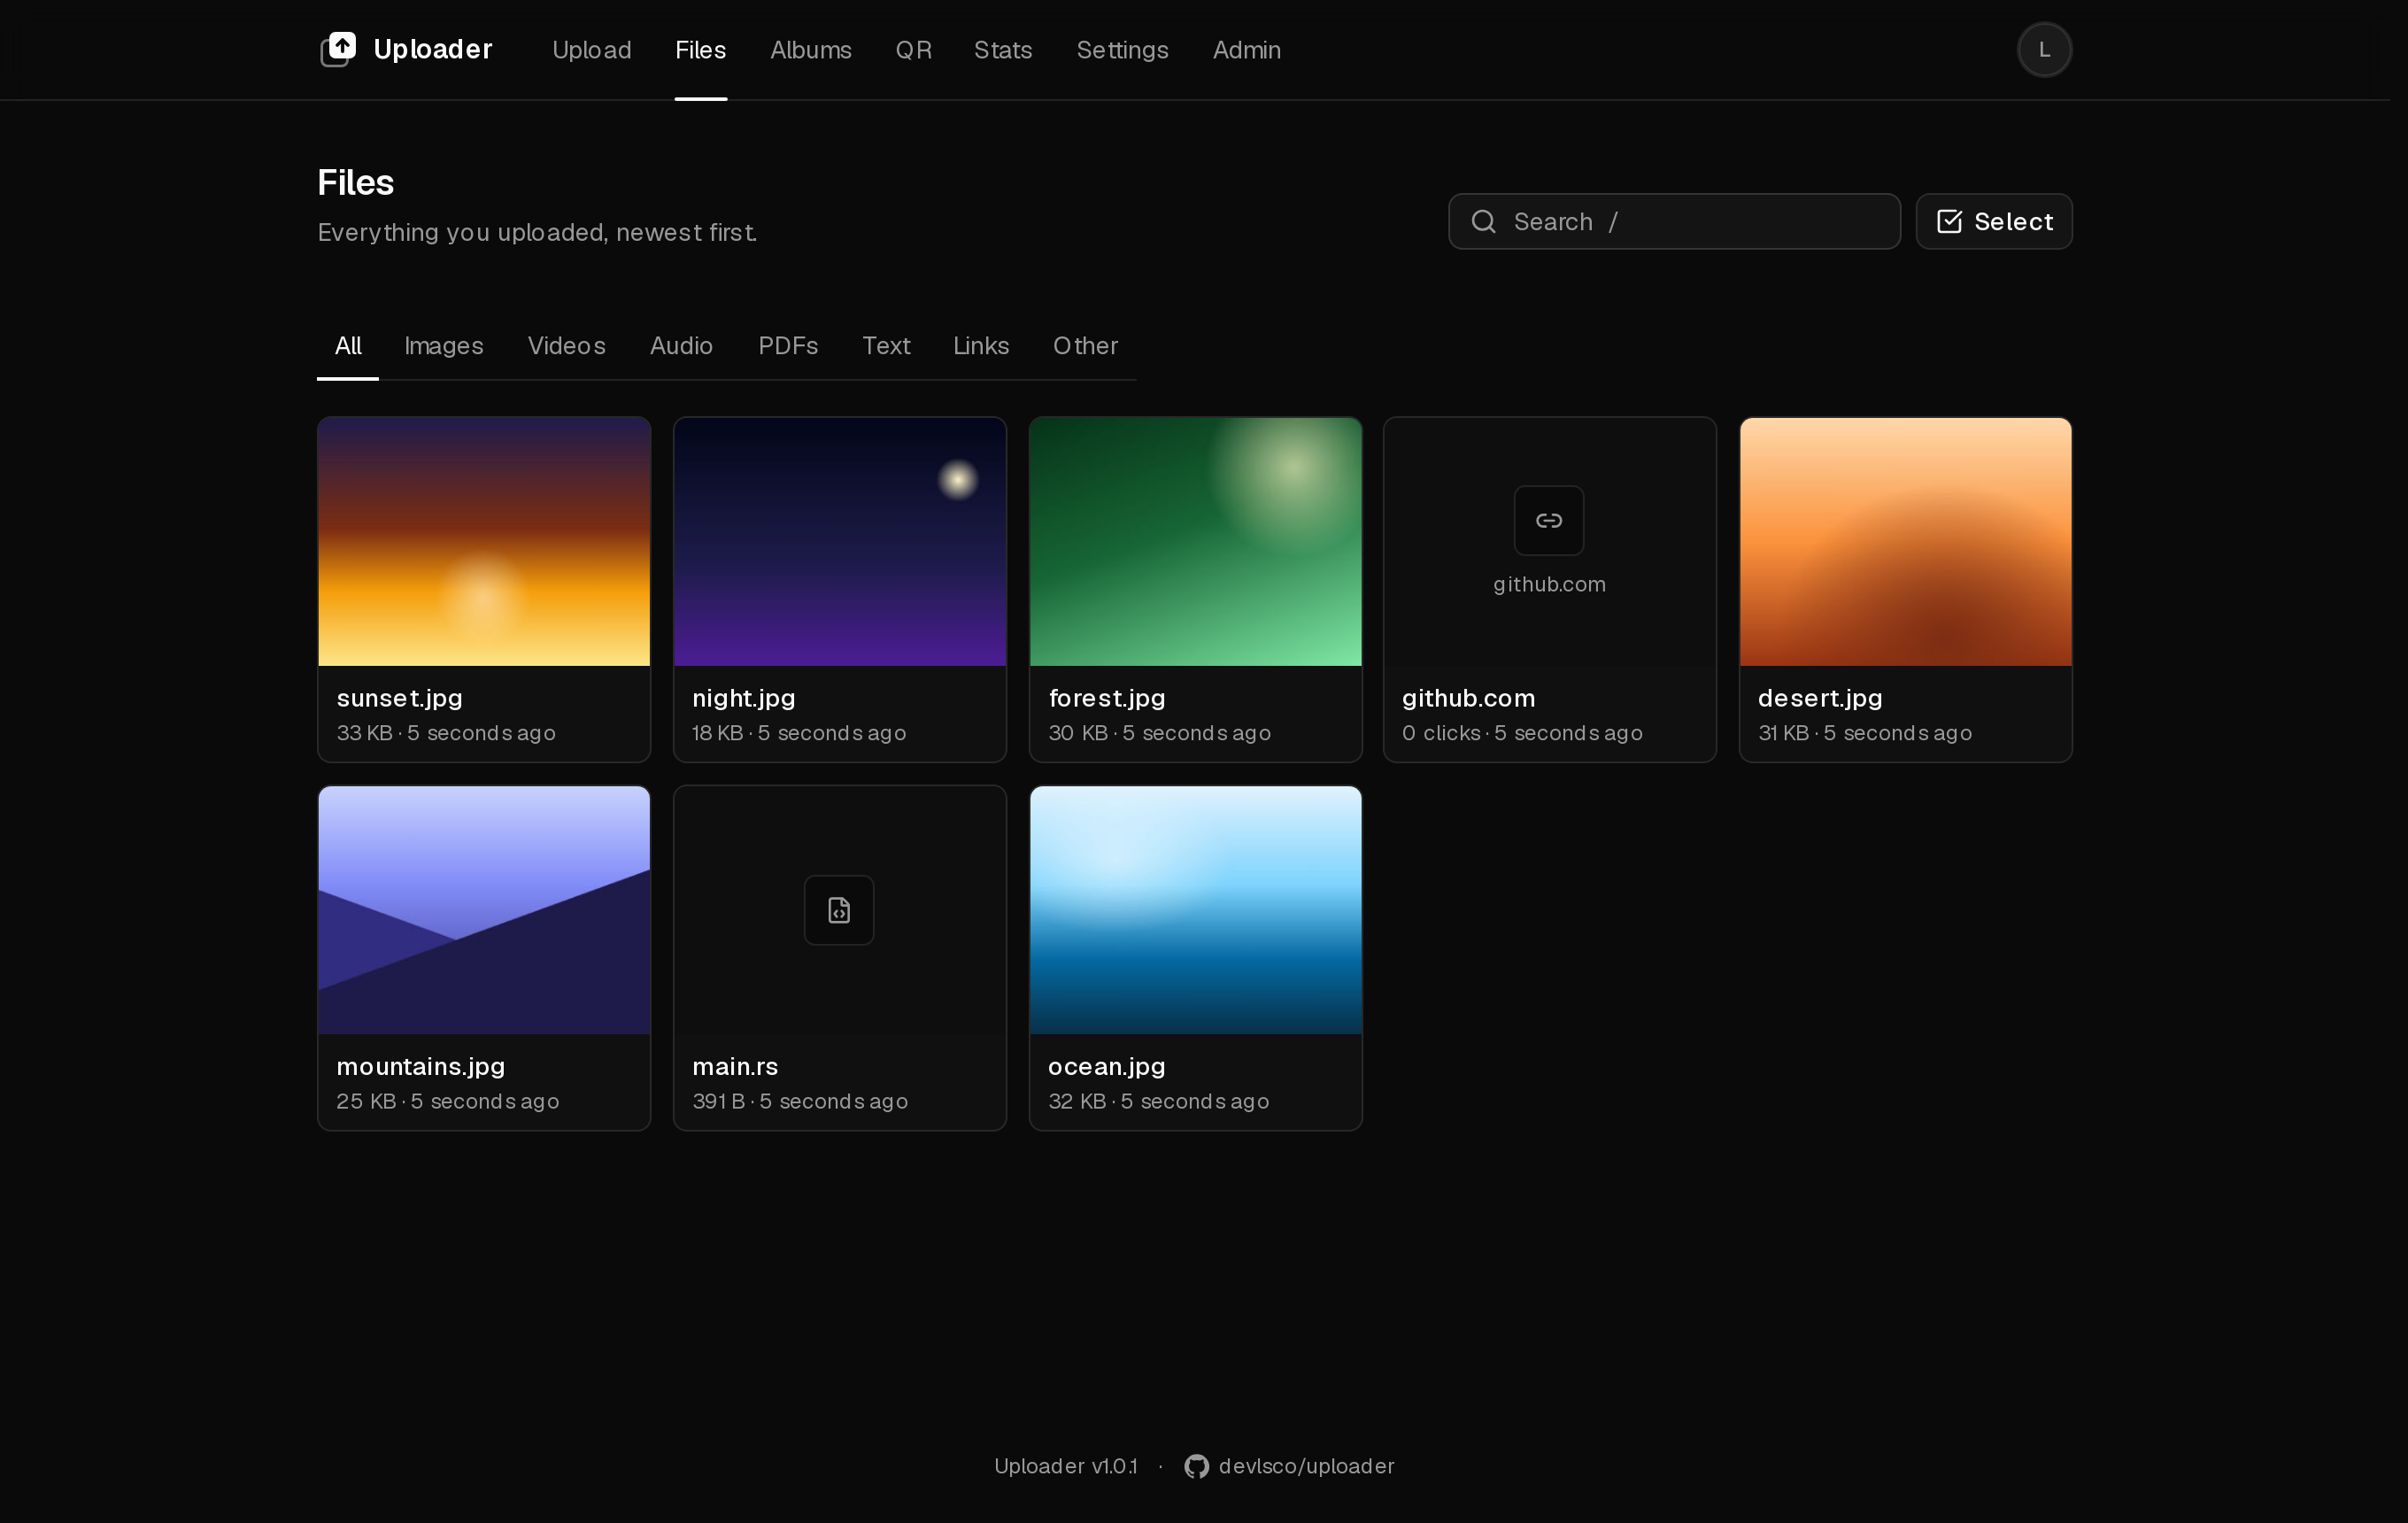 Uploader Upload Files Albums QR Stats Settings Admin L
Files
Everything you uploaded, newest first.
Search /
Select
All Images Videos Audio PDFs Text Links Other
github.com
sunset.jpg
33 KB · 5 seconds ago
night.jpg
18 KB · 5 seconds ago
forest.jpg
30 KB · 5 seconds ago
github.com
0 clicks · 5 seconds ago
desert.jpg
31 KB · 5 seconds ago
mountains.jpg
25 KB · 5 seconds ago
main.rs
391 B · 5 seconds ago
ocean.jpg
32 KB · 5 seconds ago
Uploader v1.0.1 · devlsco/uploader